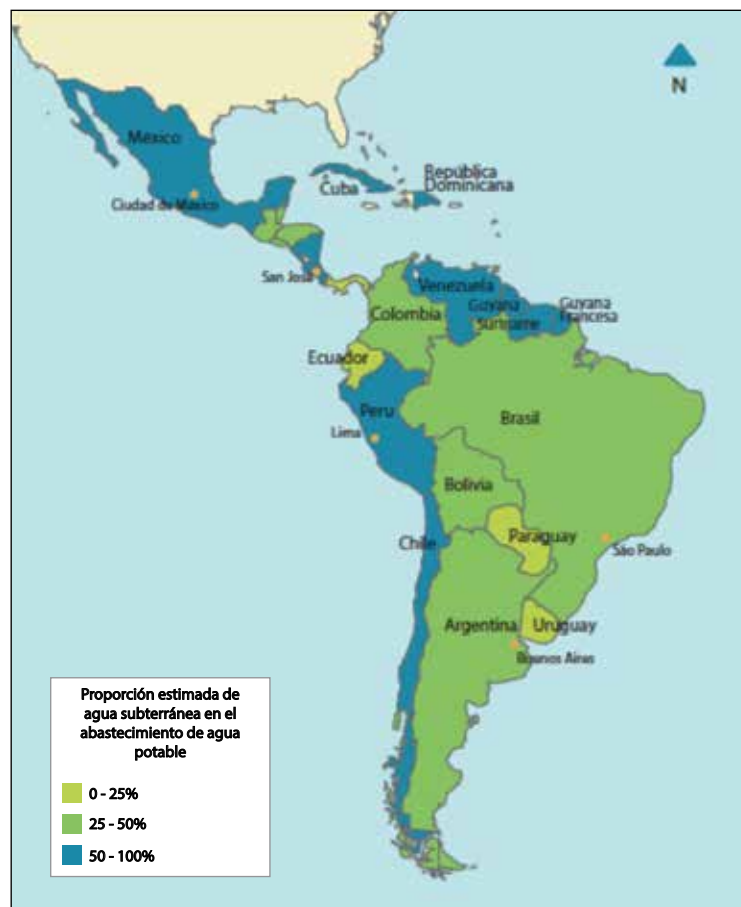 N
México
Ciudad de México
Cuba
República
Dominicana
San José
Venezuela
Guyana
Guyana
Francesa
Suriname
Colombia
Ecuador
Peru
Lima
Brasil
Bolivia
Paraguay
São Paulo
Chile
Argentina
Uruguay
Buenos Aires
Proporción estimada de
agua subterránea en el
abastecimiento de agua
potable
0 - 25%
25 - 50%
50 - 100%